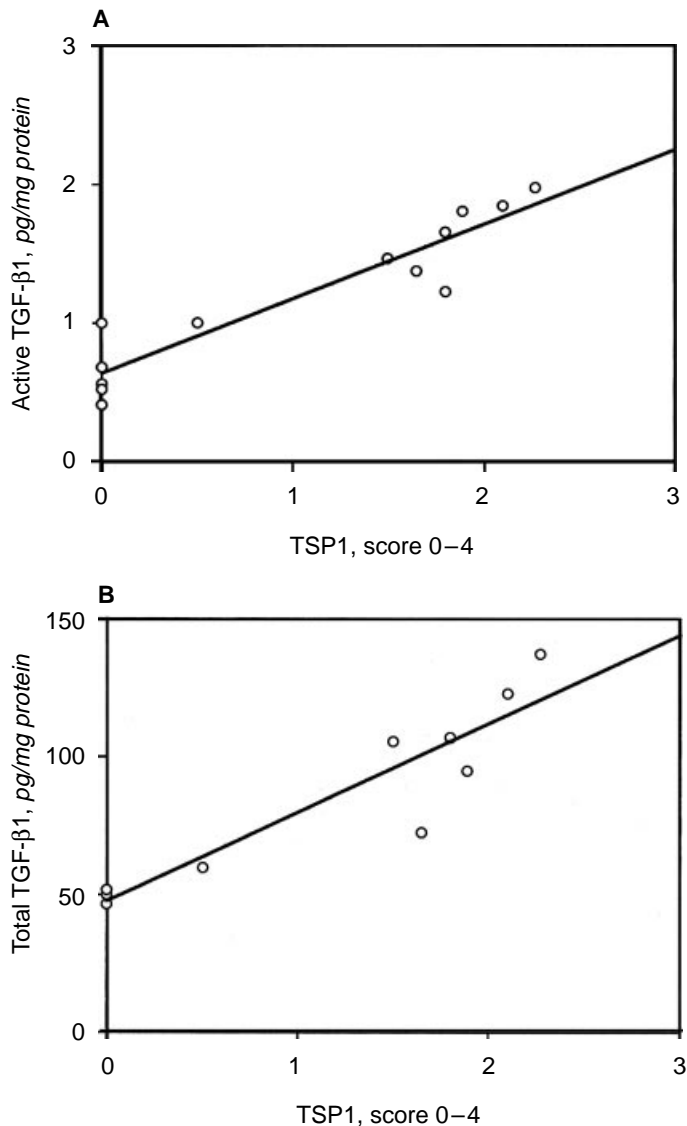 A
3
2
1
0
Active TGF-β1, pg/mg protein
0 1 2 3
TSP1, score 0–4
B
150
100
50
0
Total TGF-β1, pg/mg protein
0 1 2 3
TSP1, score 0–4